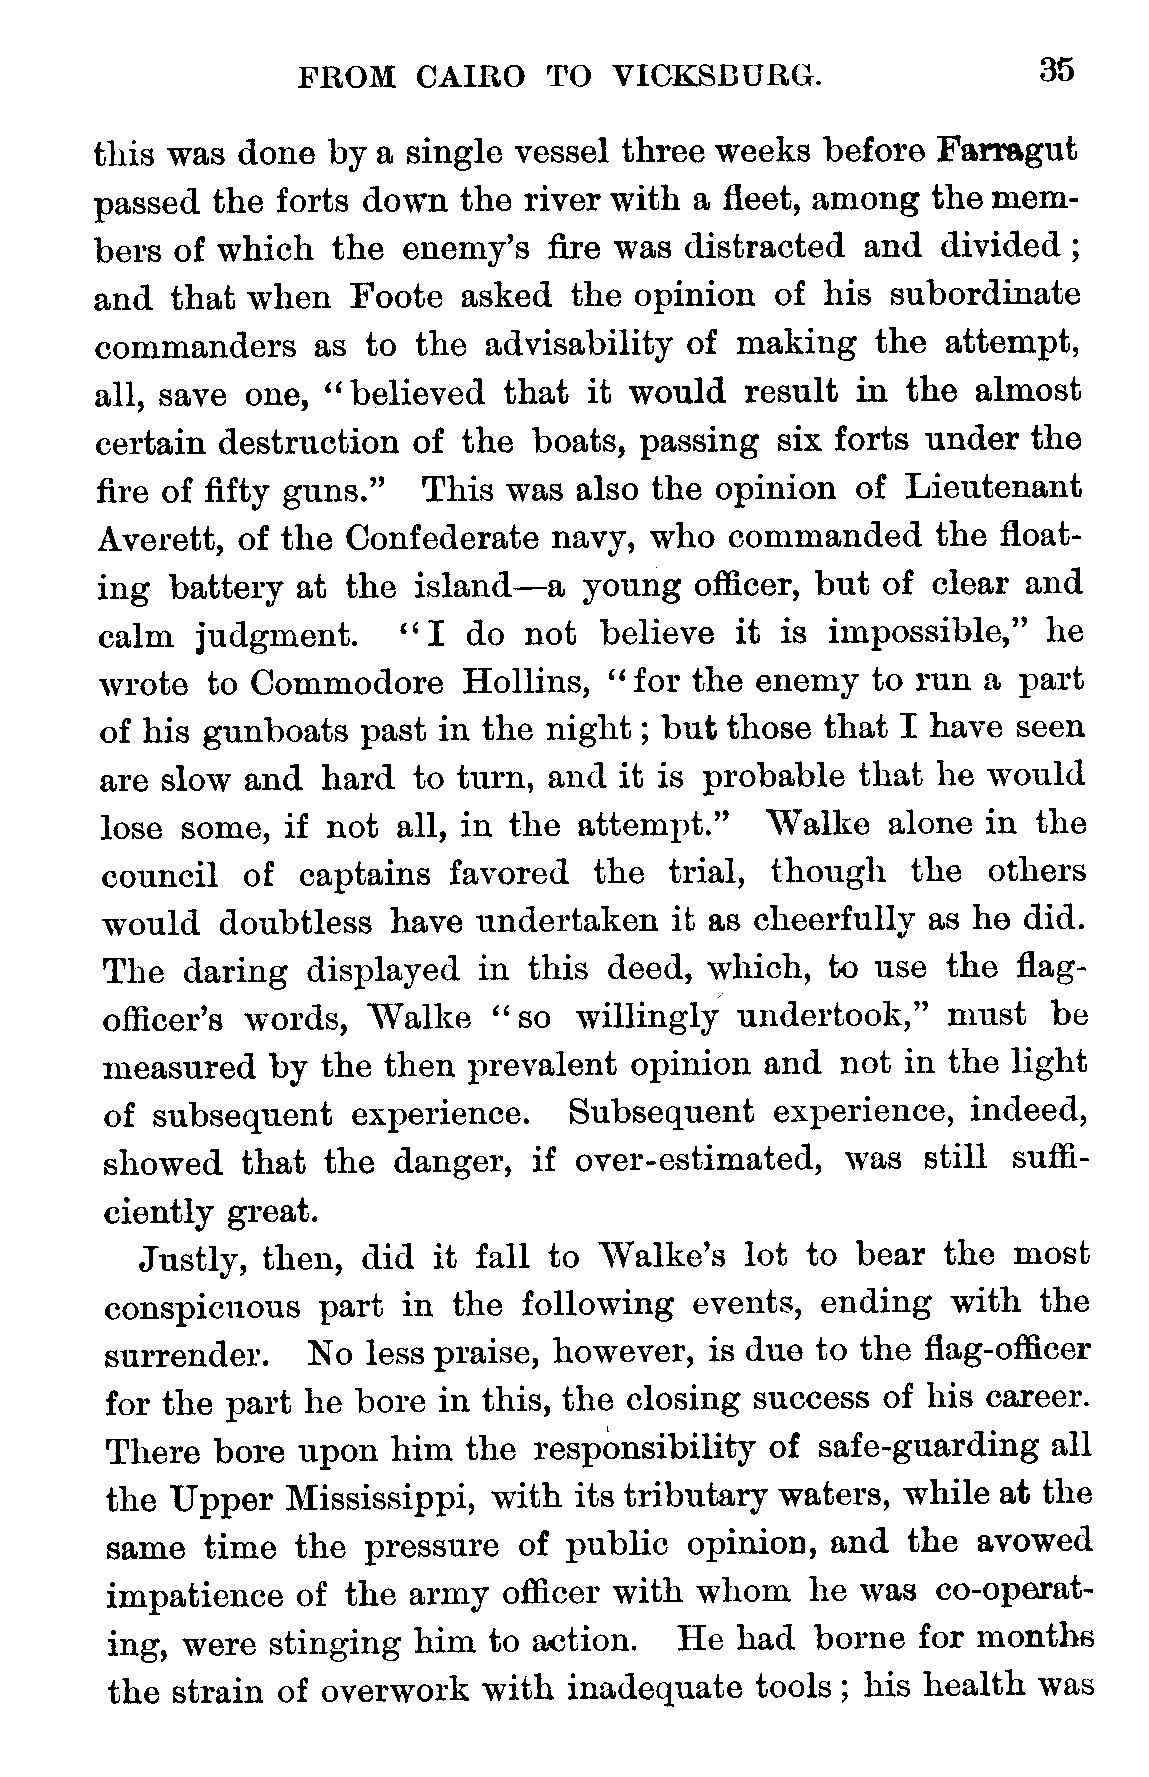 FROM CAIRO TO VICKSBURG. 35
this was done by a single vessel three weeks before Farragut
passed the forts down the river with a fleet, among the mem-
bers of which the enemy's fire was distracted and divided ;
and that when Foote asked the opinion of his subordinate
commanders as to the advisability of making the attempt,
all, save one, “ believed that it would result in the almost
certain destruction of the boats, passing six forts under the
fire of fifty guns.” This was also the opinion of Lieutenant
Averett, of the Confederate navy, who commanded the float-
ing battery at the island—a young officer, but of clear and
calm judgment. “ I do not believe it is impossible,” he
wrote to Commodore Hollins, “ for the enemy to run a part
of his gunboats past in the night ; but those that I have seen
are slow and hard to turn, and it is probable that he would
lose some, if not all, in the attempt.” Walke alone in the
council of captains favored the trial, though the others
would doubtless have undertaken it as cheerfully as he did.
The daring displayed in this deed, which, to use the flag-
officer's words, Walke “ so willingly undertook,” must be
measured by the then prevalent opinion and not in the light
of subsequent experience. Subsequent experience, indeed,
showed that the danger, if over-estimated, was still suffi-
ciently great.
Justly, then, did it fall to Walke's lot to bear the most
conspicuous part in the following events, ending with the
surrender. No less praise, however, is due to the flag-officer
for the part he bore in this, the closing success of his career.
There bore upon him the responsibility of safe-guarding all
the Upper Mississippi, with its tributary waters, while at the
same time the pressure of public opinion, and the avowed
impatience of the army officer with whom he was co-operat-
ing, were stinging him to action. He had borne for months
the strain of overwork with inadequate tools ; his health was